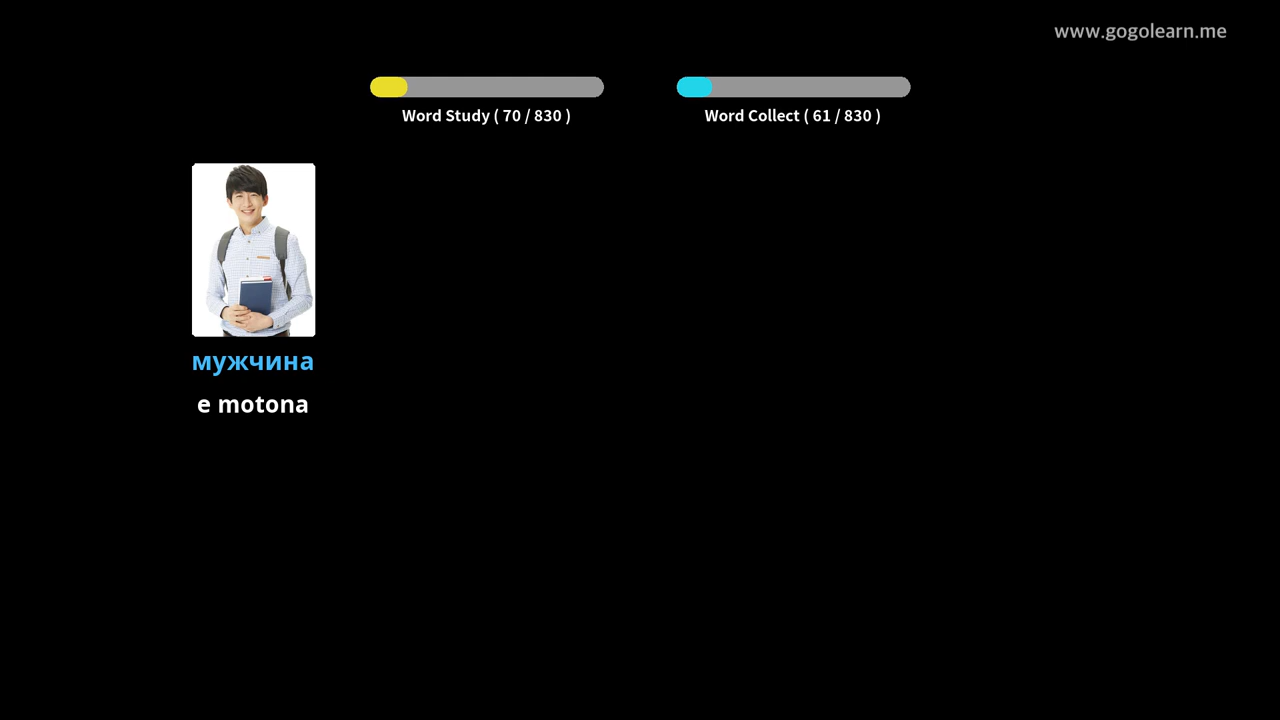 www.gogolearn.me
Word Study ( 70 / 830 )
Word Collect ( 61 / 830 )
мужчина
e motona